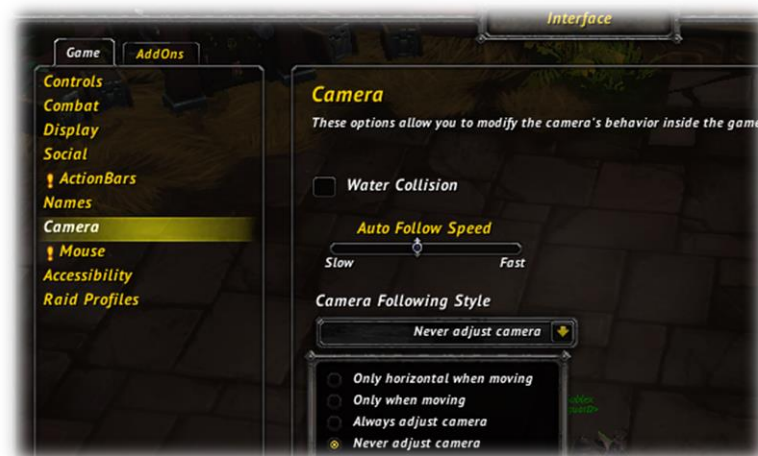 Interface
Game
AddOns
Controls
Combat
Display
Social
ActionBars
Names
Camera
Mouse
Accessibility
Raid Profiles
Camera
These options allow you to modify the camera's behavior inside the game
Water Collision
Auto Follow Speed
Slow
Fast
Camera Following Style
Never adjust camera
Only horizontal when moving
Only when moving
Always adjust camera
Never adjust camera